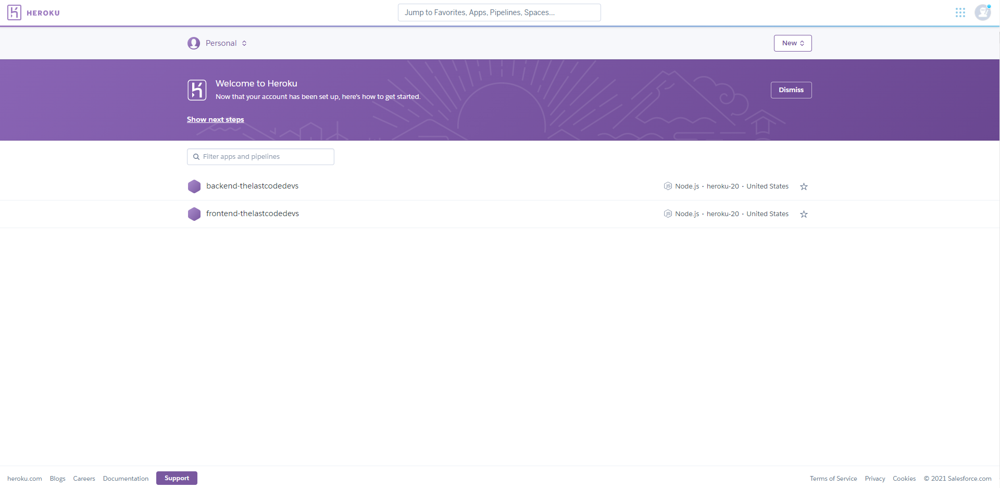 HEROKU
Jump to Favorites, Apps, Pipelines, Spaces...
Personal
New
Welcome to Heroku
Now that your account has been set up, here's how to get started.
Dismiss
Show next steps
Filter apps and pipelines
backend-thelastcodedevs
Node.js · heroku-20 · United States
frontend-thelastcodedevs
Node.js · heroku-20 · United States
heroku.com Blogs Careers Documentation Support Terms of Service Privacy Cookies © 2021 Salesforce.com